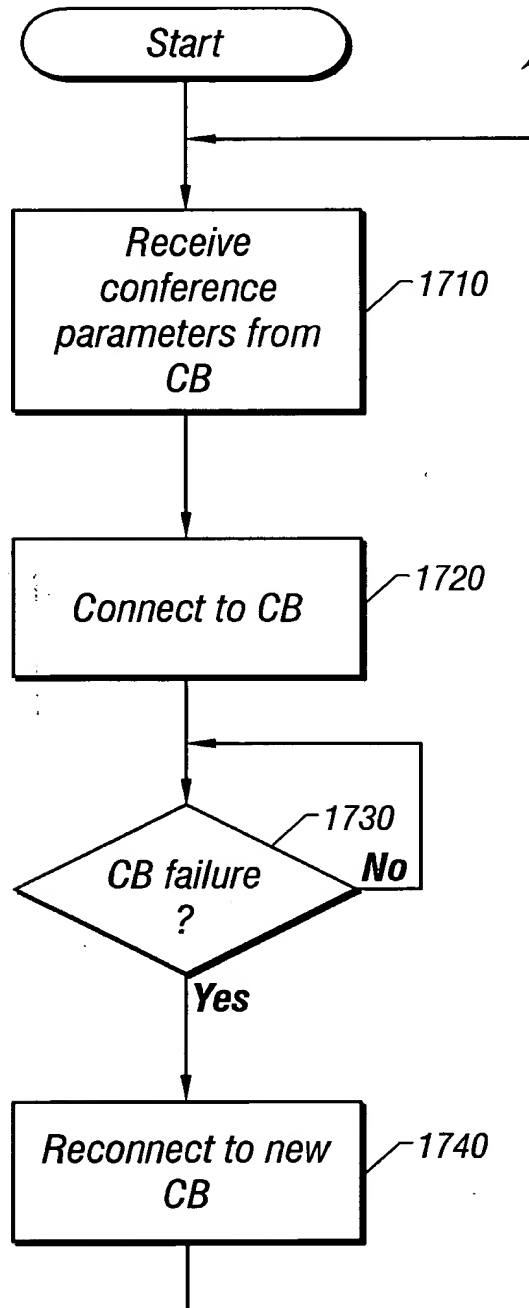 Start
Receive
conference
parameters from
CB
1710
Connect to CB
1720
1730
CB failure
?
No
Yes
Reconnect to new
CB
1740